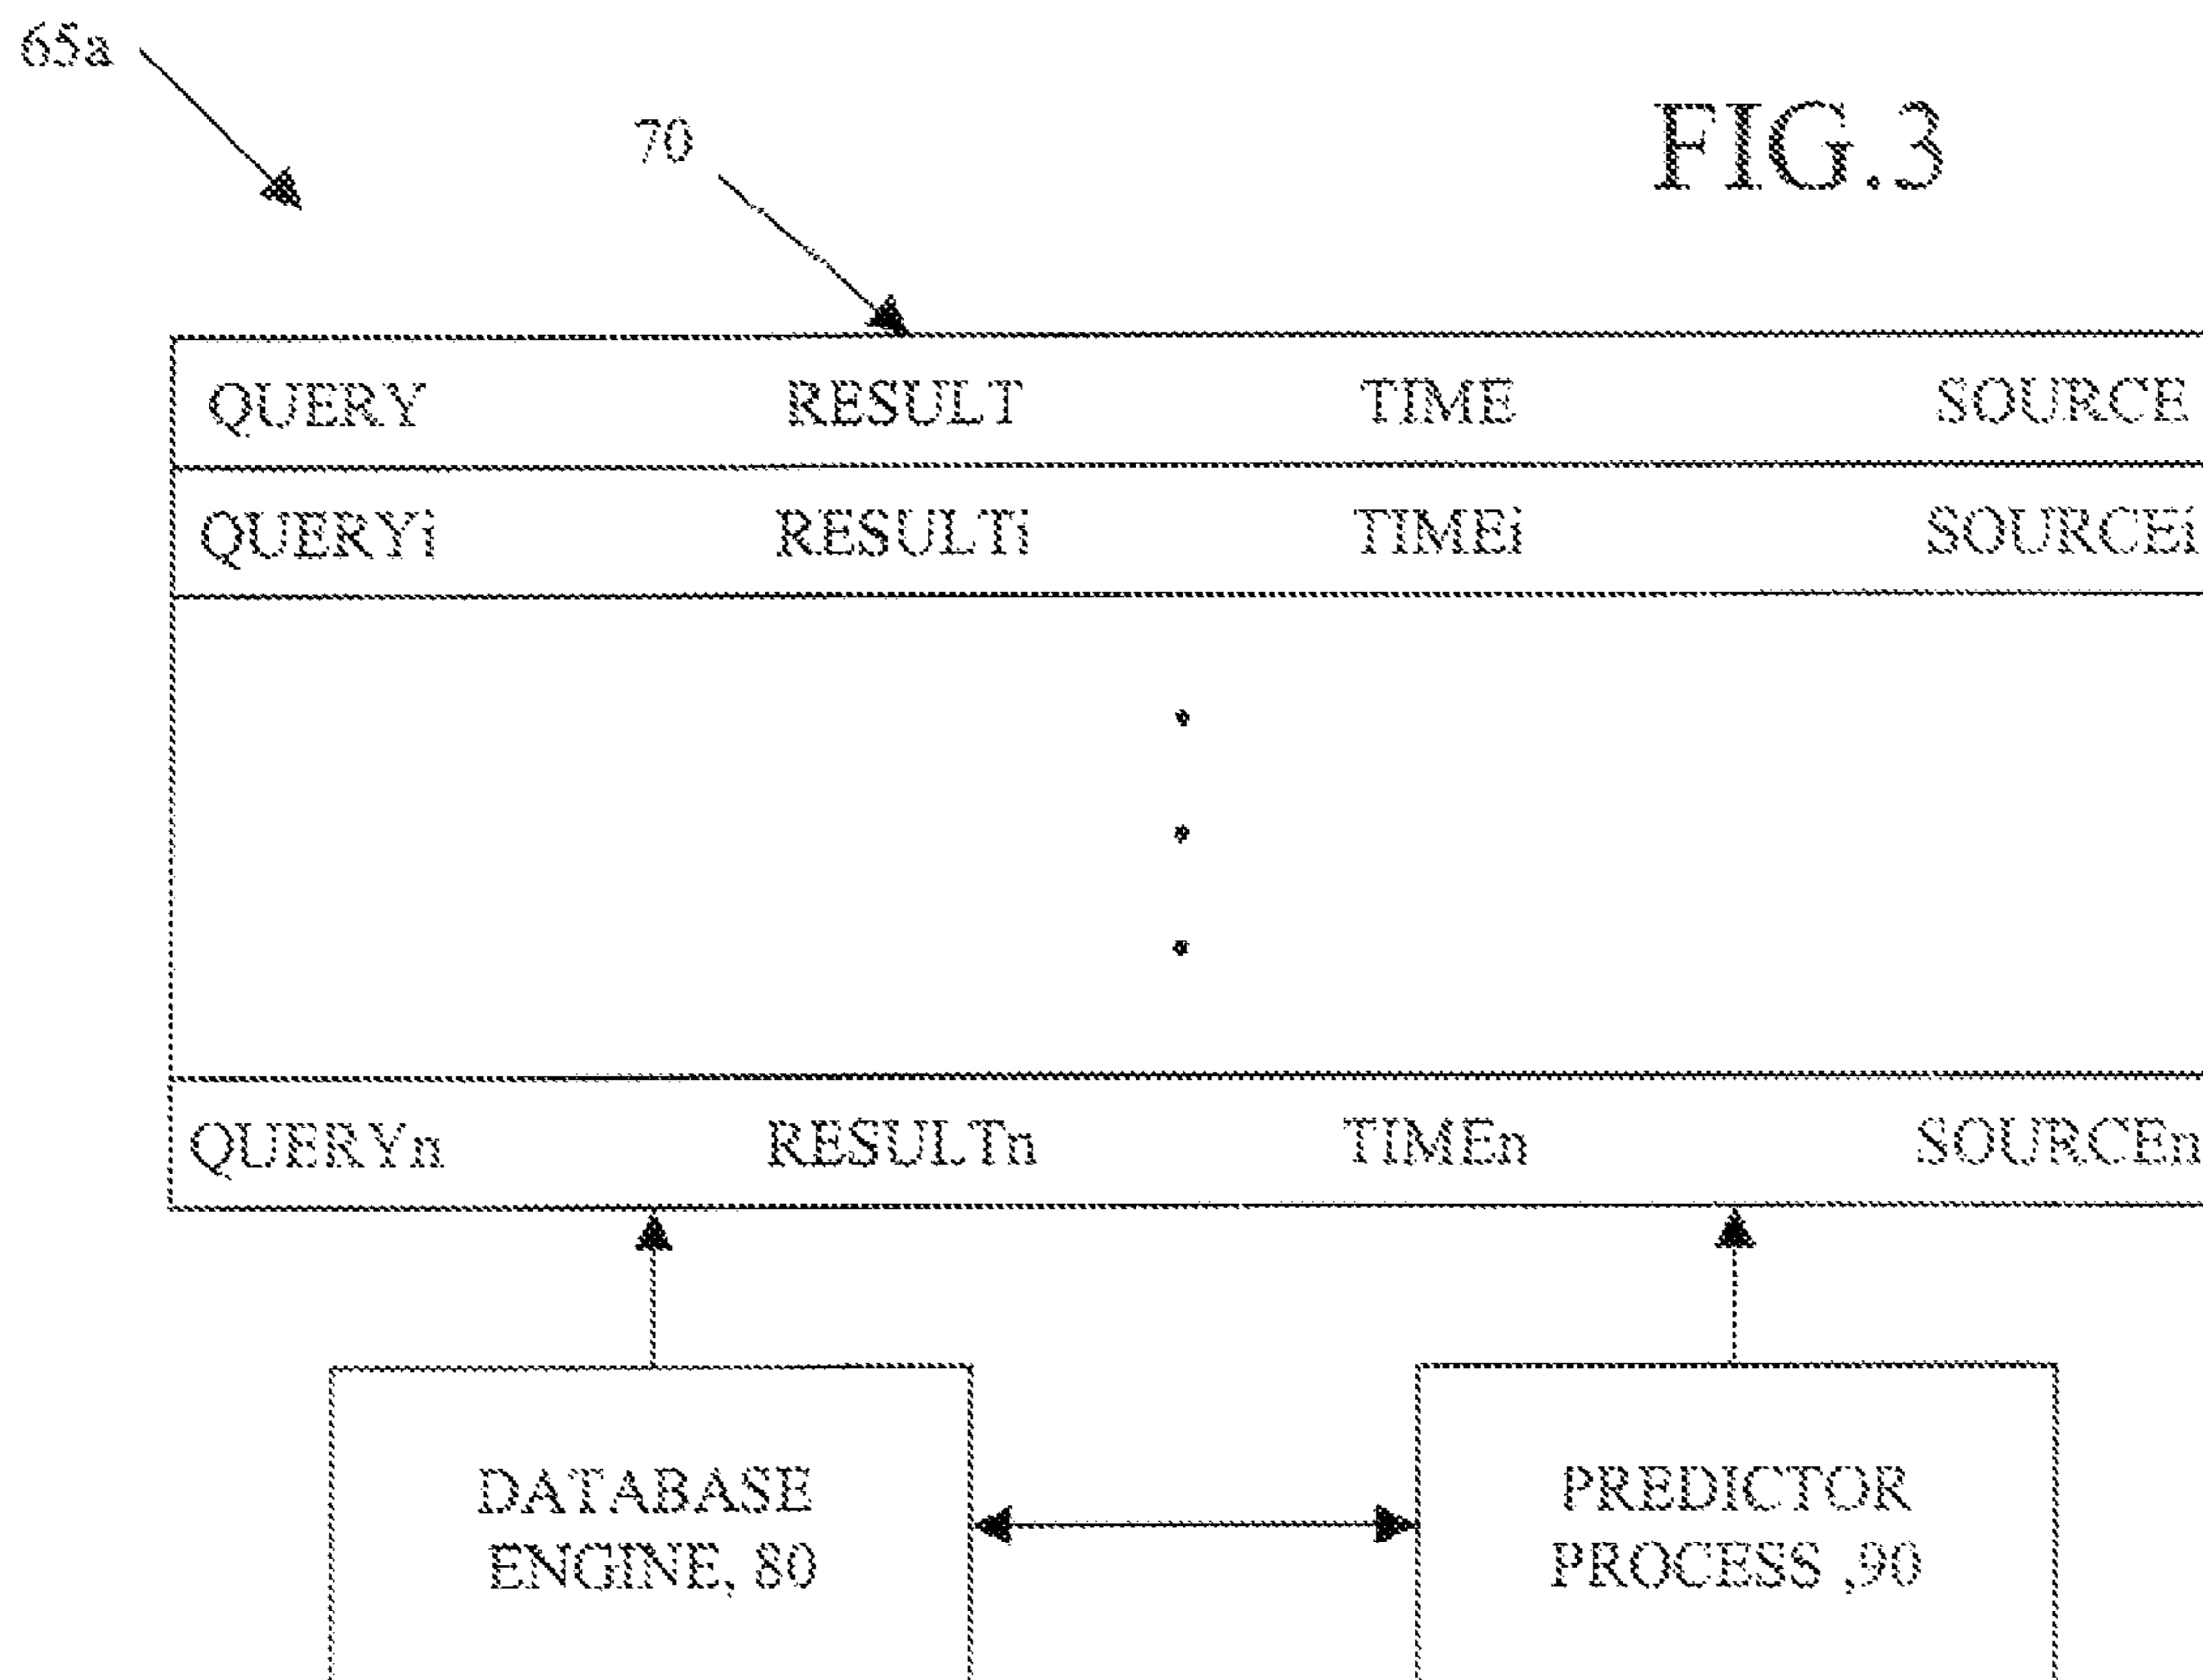 65a
70
FIG.3
QUERY RESULT TIME SOURCE
QUERYi RESULTi TIMEi SOURCEi
QUERYn RESULTn TIMEn SOURCEn
DATABASE
ENGINE, 80
PREDICTOR
PROCESS ,90